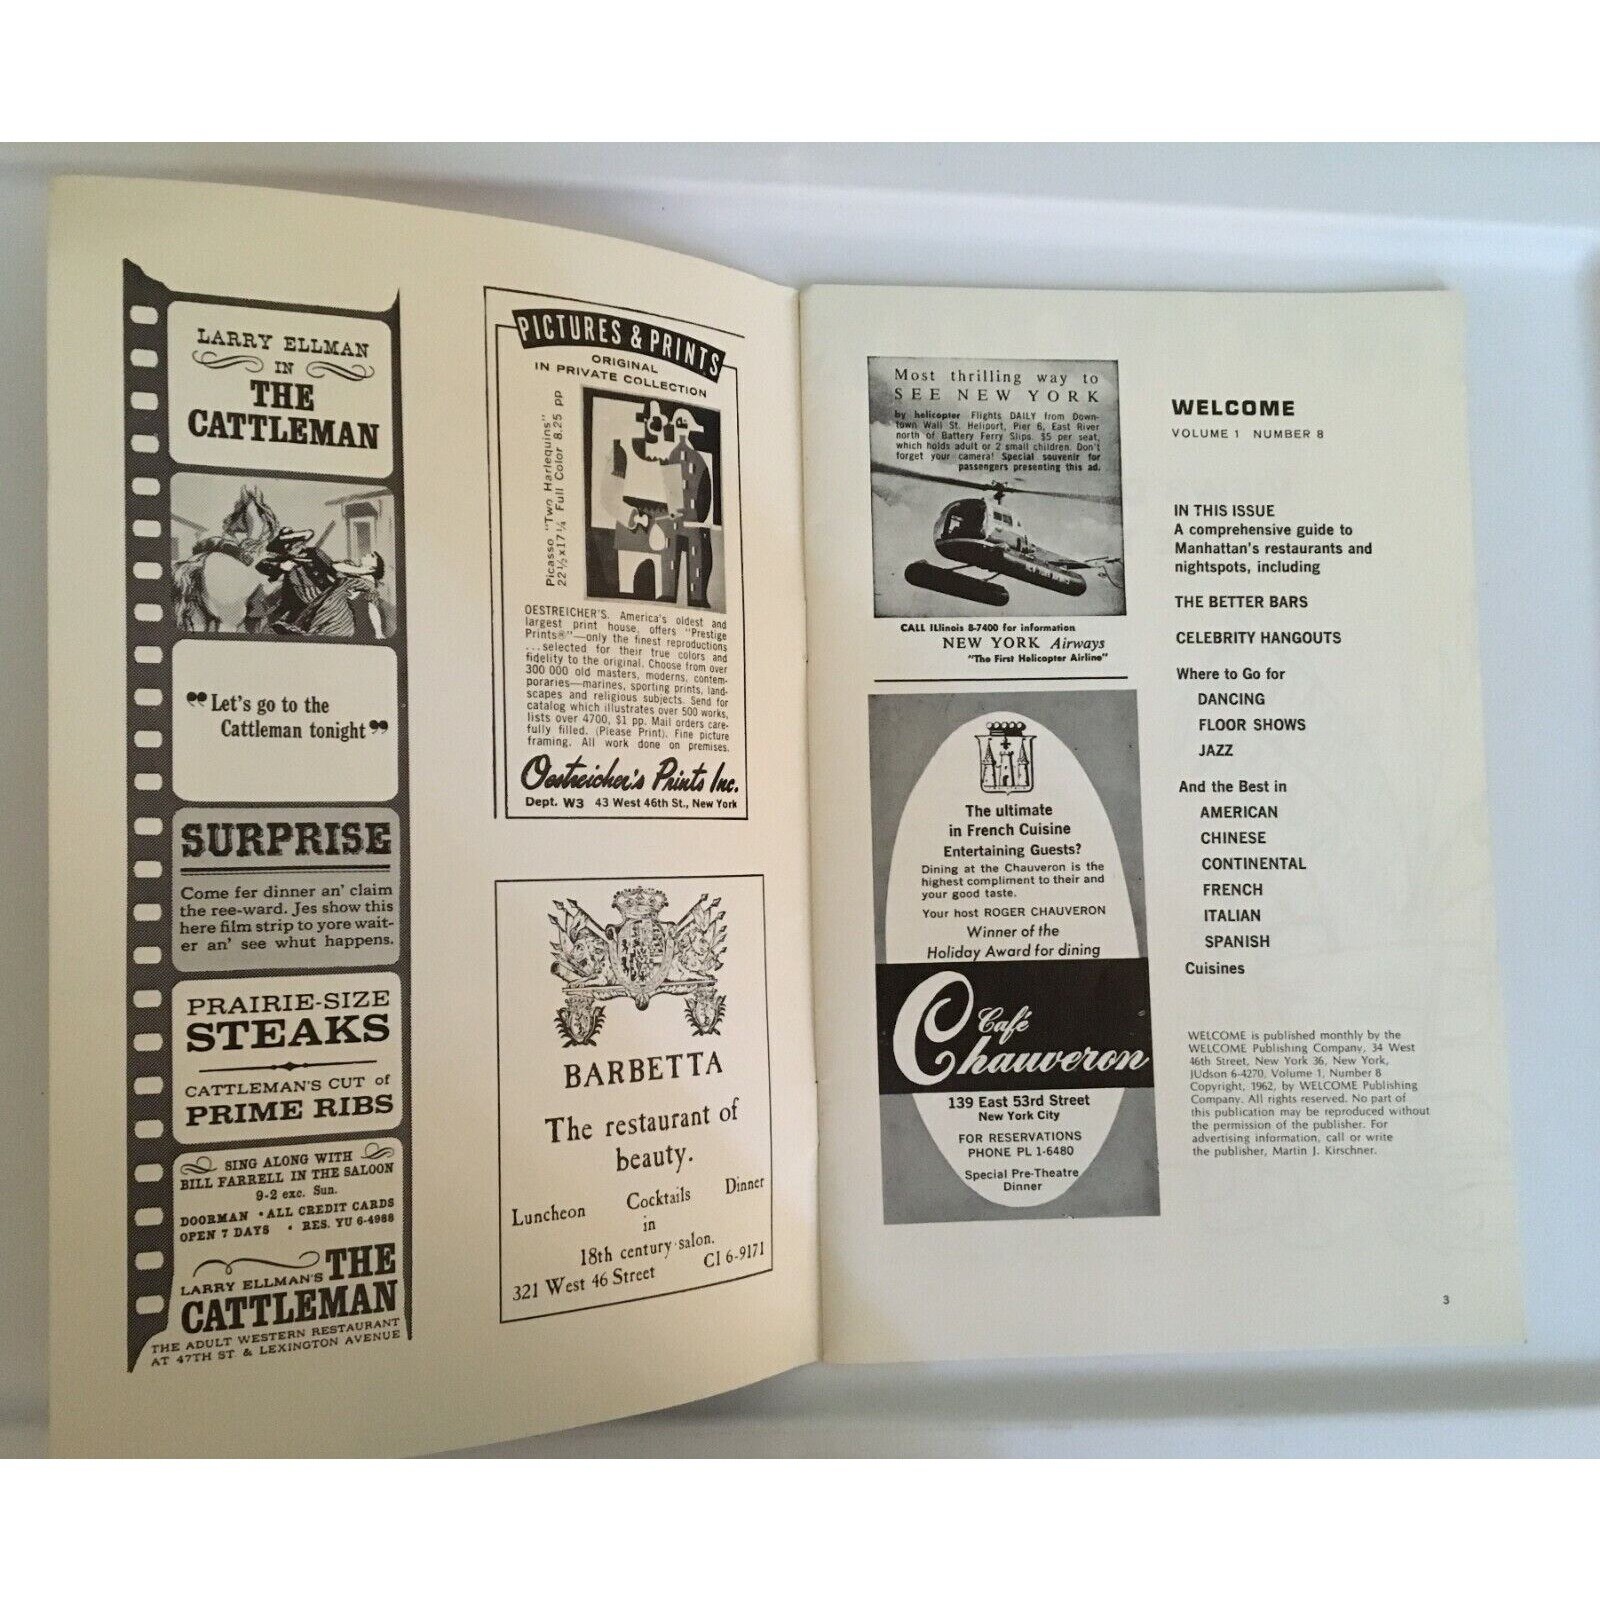 LARRY ELLMAN
IN
THE
CATTLEMAN
"Let's go to the
Cattleman tonight"
SURPRISE
Come fer dinner an' claim
the ree-ward. Jes show this
here film strip to yore wait-
er an' see whut happens.
PRAIRIE-SIZE
STEAKS
CATTLEMAN'S CUT of
PRIME RIBS
SING ALONG WITH
BILL FARRELL IN THE SALOON
9-2 exc. Sun.
DOORMAN • ALL CREDIT CARDS
OPEN 7 DAYS • RES. YU 6-4988
LARRY ELLMAN'S THE
CATTLEMAN
THE ADULT WESTERN RESTAURANT
AT 47TH ST & LEXINGTON AVENUE
PICTURES & PRINTS
ORIGINAL
IN PRIVATE COLLECTION
Picasso "Two Harlequins"
22½x17¼ Full Color 8.25 pp
OESTREICHER'S, America's oldest and
largest print house, offers "Prestige
Prints®"—only the finest reproductions
...selected for their true colors and
fidelity to the original. Choose from over
300 000 old masters, moderns, contem-
poraries—marines, sporting prints, land-
scapes and religious subjects. Send for
catalog which illustrates over 500 works,
lists over 4700, $1 pp. Mail orders care-
fully filled. (Please Print). Fine picture
framing. All work done on premises.
Oestreicher's Prints Inc.
Dept. W3 43 West 46th St., New York
BARBETTA
The restaurant of
beauty.
Luncheon Cocktails Dinner
in
18th century salon.
321 West 46 Street CI 6-9171
Most thrilling way to
SEE NEW YORK
by helicopter Flights DAILY from Down-
town Wall St. Heliport, Pier 6, East River
north of Battery Ferry Slips. $5 per seat,
which holds adult or 2 small children. Don't
forget your camera! Special souvenir for
passengers presenting this ad.
CALL ILlinois 8-7400 for information
NEW YORK Airways
"The First Helicopter Airline"
The ultimate
in French Cuisine
Entertaining Guests?
Dining at the Chauveron is the
highest compliment to their and
your good taste.
Your host ROGER CHAUVERON
Winner of the
Holiday Award for dining
Café
Chauveron
139 East 53rd Street
New York City
FOR RESERVATIONS
PHONE PL 1-6480
Special Pre-Theatre
Dinner
WELCOME
VOLUME 1 NUMBER 8
IN THIS ISSUE
A comprehensive guide to
Manhattan's restaurants and
nightspots, including
THE BETTER BARS
CELEBRITY HANGOUTS
Where to Go for
DANCING
FLOOR SHOWS
JAZZ
And the Best in
AMERICAN
CHINESE
CONTINENTAL
FRENCH
ITALIAN
SPANISH
Cuisines
WELCOME is published monthly by the
WELCOME Publishing Company, 34 West
46th Street, New York 36, New York,
JUdson 6-4270, Volume 1, Number 8
Copyright, 1962, by WELCOME Publishing
Company. All rights reserved. No part of
this publication may be reproduced without
the permission of the publisher. For
advertising information, call or write
the publisher, Martin J. Kirschner.
3